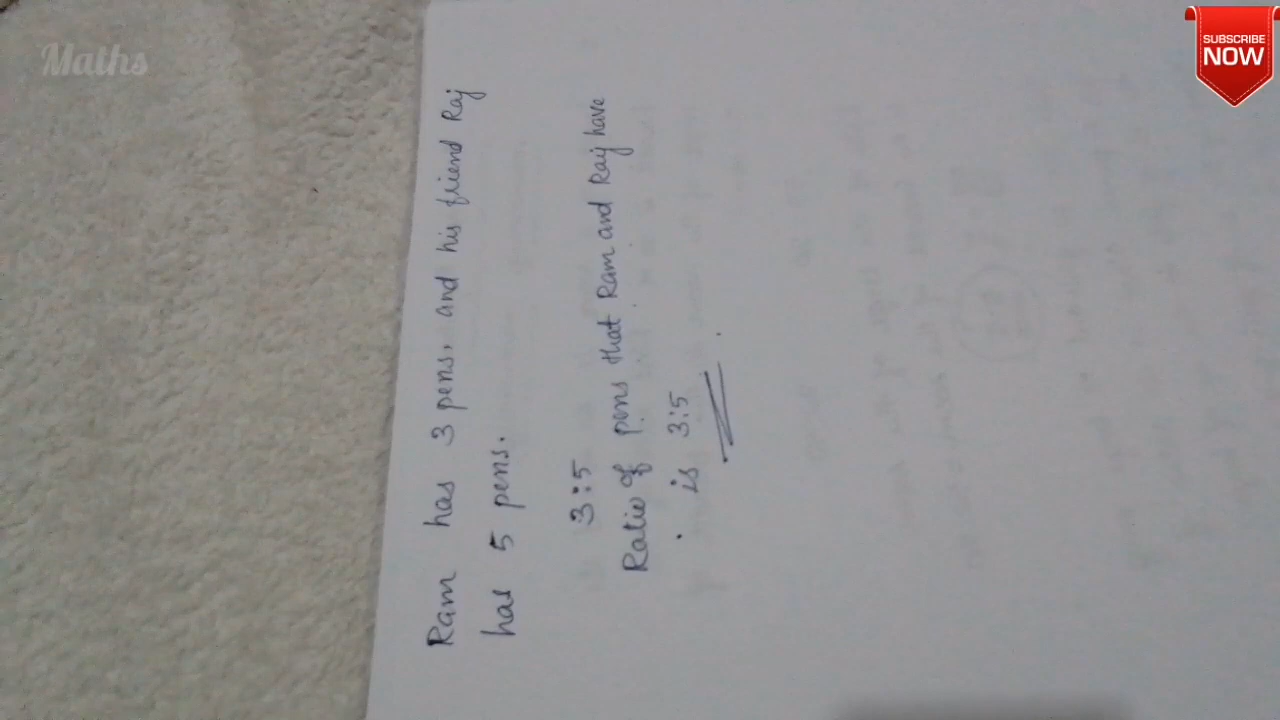 Maths
SUBSCRIBE
NOW
Ram has 3 pens, and his friend Raj
has 5 pens.
3:5
Ratio of pens that Ram and Raj have
is 3:5